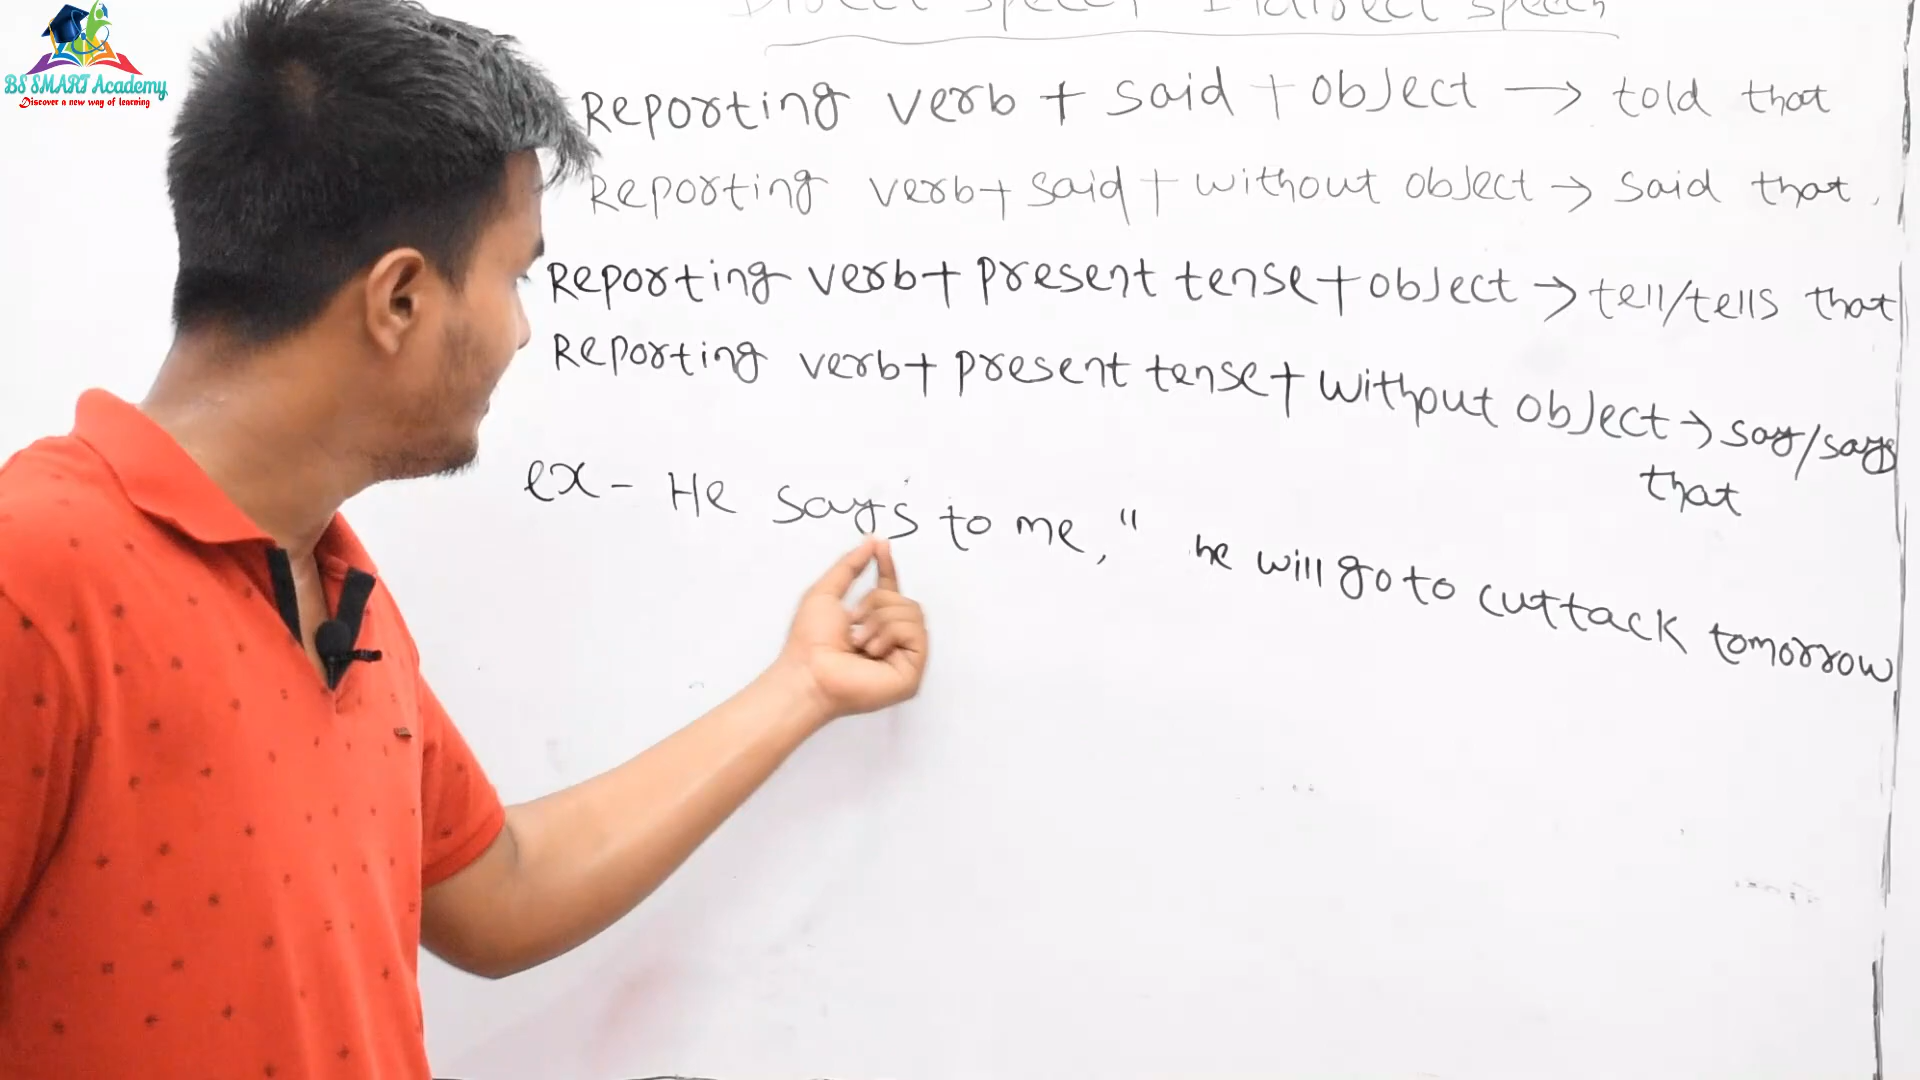 BS SMART Academy
Discover a new way of learning
Direct speech Indirect speech
Reporting verb + said + object → told that
Reporting verb + said + without object → said that.
Reporting verb + present tense + object → tell/tells that
Reporting verb + present tense + without object → say/says
that
ex - He says to me, " he will go to cuttack tomorrow